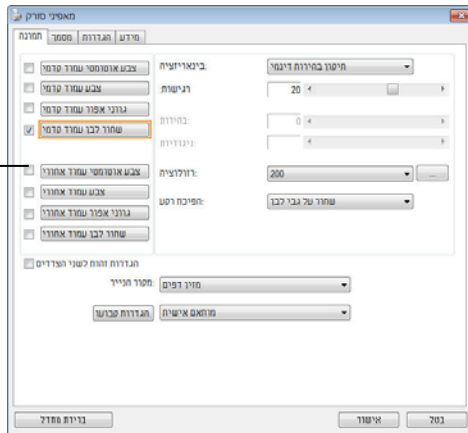 מאפיני סורק
תמונה מסמך הגדרות מידע
צבע אוטומטי עמוד קדמי
צבע עמוד קדמי
גווני אפור עמוד קדמי
שחור לבן עמוד קדמי
צבע אוטומטי עמוד אחורי
צבע עמוד אחורי
גווני אפור עמוד אחורי
שחור לבן עמוד אחורי
בינאריזציה: תיקון בהירות דינמי
רגישות: 20
בהירות: 0
ניגודיות:
רזולוציה: 200 ...
הפיכת רקע: שחור על גבי לבן
הגדרות זהות לשני הצדדים
מקור הנייר: מזין דפים
מותאם אישית
ברירת מחדל אישור בטל